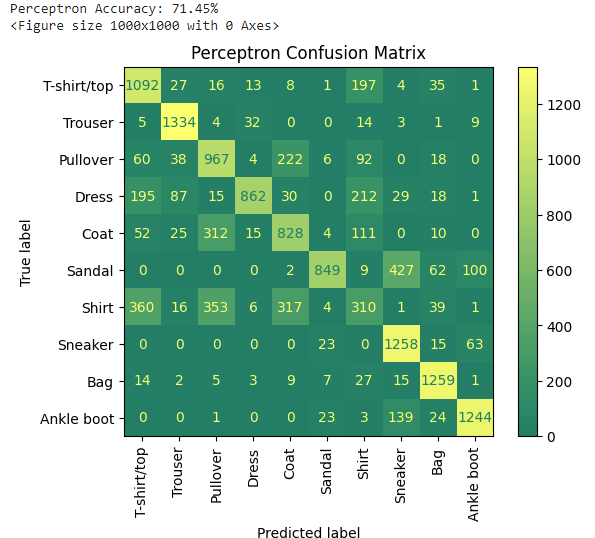 Perceptron Accuracy: 71.45%
<Figure size 1000x1000 with 0 Axes>
Perceptron Confusion Matrix
T-shirt/top 1092 27 16 13 8 1 197 4 35 1
Trouser 5 1334 4 32 0 0 14 3 1 9
Pullover 60 38 967 4 222 6 92 0 18 0
Dress 195 87 15 862 30 0 212 29 18 1
Coat 52 25 312 15 828 4 111 0 10 0
Sandal 0 0 0 0 2 849 9 427 62 100
Shirt 360 16 353 6 317 4 310 1 39 1
Sneaker 0 0 0 0 0 23 0 1258 15 63
Bag 14 2 5 3 9 7 27 15 1259 1
Ankle boot 0 0 1 0 0 23 3 139 24 1244
T-shirt/top Trouser Pullover Dress Coat Sandal Shirt Sneaker Bag Ankle boot
Predicted label
True label
1200
1000
800
600
400
200
0